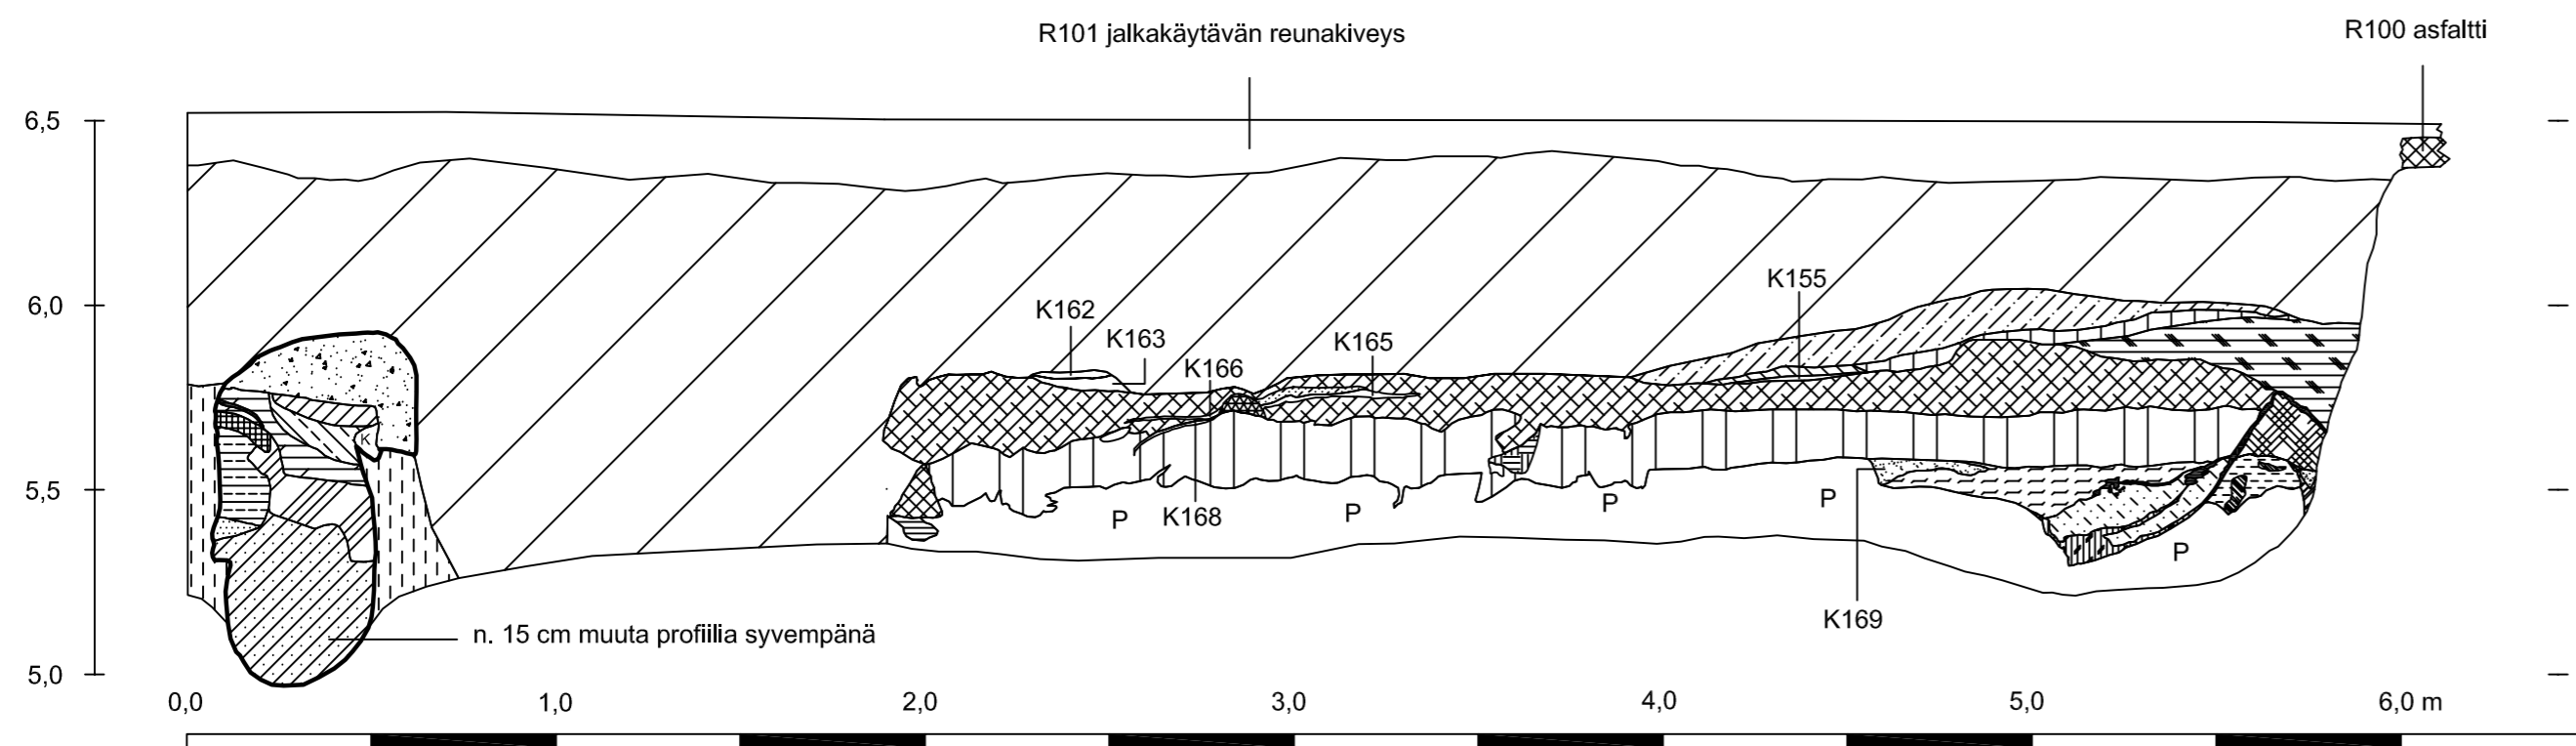 R101 jalkakäytävän reunakiveys
R100 asfaltti
6,5
6,0
5,5
5,0
K155
K162
K163
K165
K166
K
P
K168
P
P
P
P
K169
n. 15 cm muuta profiilia syvempänä
0,0 1,0 2,0 3,0 4,0 5,0 6,0 m